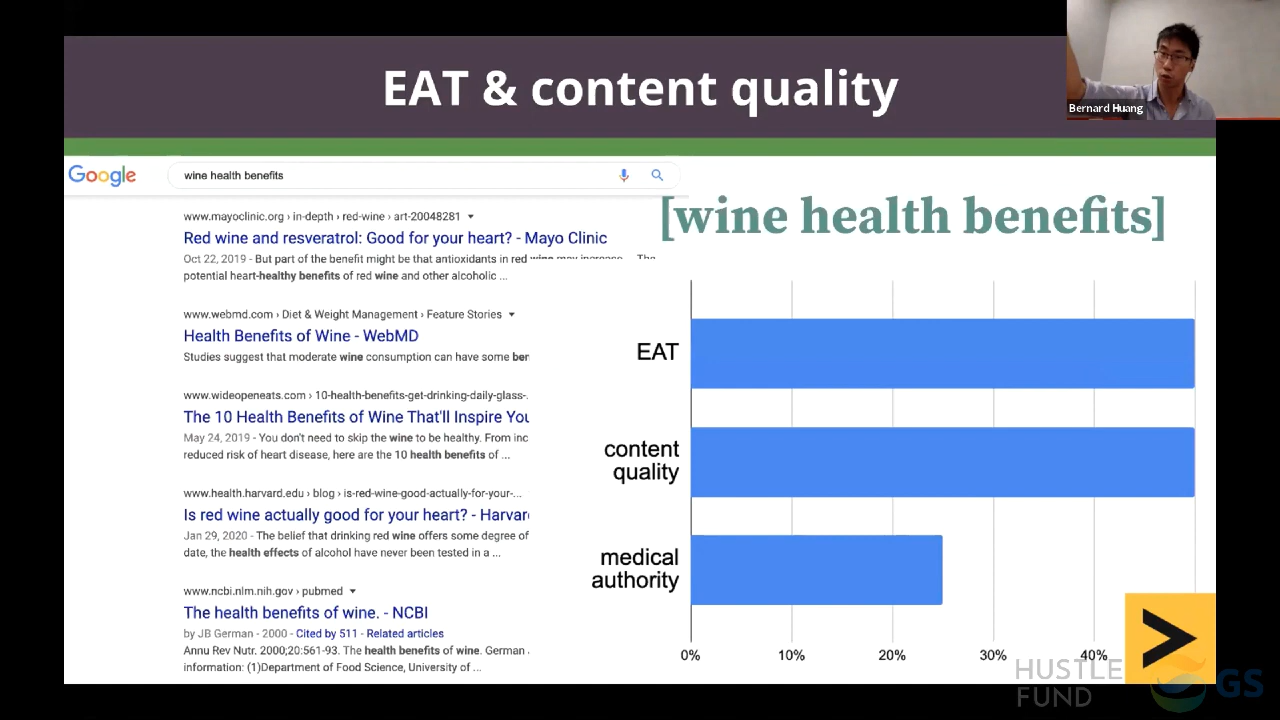 EAT & content quality
Bernard Huang
Google
wine health benefits
www.mayoclinic.org › in-depth › red-wine › art-20048281
Red wine and resveratrol: Good for your heart? - Mayo Clinic
Oct 22, 2019 - But part of the benefit might be that antioxidants in red wine may increase ... The
potential heart-healthy benefits of red wine and other alcoholic ...
www.webmd.com › Diet & Weight Management › Feature Stories
Health Benefits of Wine - WebMD
Studies suggest that moderate wine consumption can have some ben
www.wideopeneats.com › 10-health-benefits-get-drinking-daily-glass-.
The 10 Health Benefits of Wine That'll Inspire You
May 24, 2019 - You don't need to skip the wine to be healthy. From inc
reduced risk of heart disease, here are the 10 health benefits of ...
www.health.harvard.edu › blog › is-red-wine-good-actually-for-your-...
Is red wine actually good for your heart? - Harvard
Jan 29, 2020 - The belief that drinking red wine offers some degree of
date, the health effects of alcohol have never been tested in a ...
www.ncbi.nlm.nih.gov › pubmed
The health benefits of wine. - NCBI
by JB German - 2000 - Cited by 511 - Related articles
Annu Rev Nutr. 2000;20:561-93. The health benefits of wine. German
information: (1)Department of Food Science, University of ...
[wine health benefits]
EAT
content
quality
medical
authority
0%
10%
20%
30%
40%
HUSTLE
FUND
GS